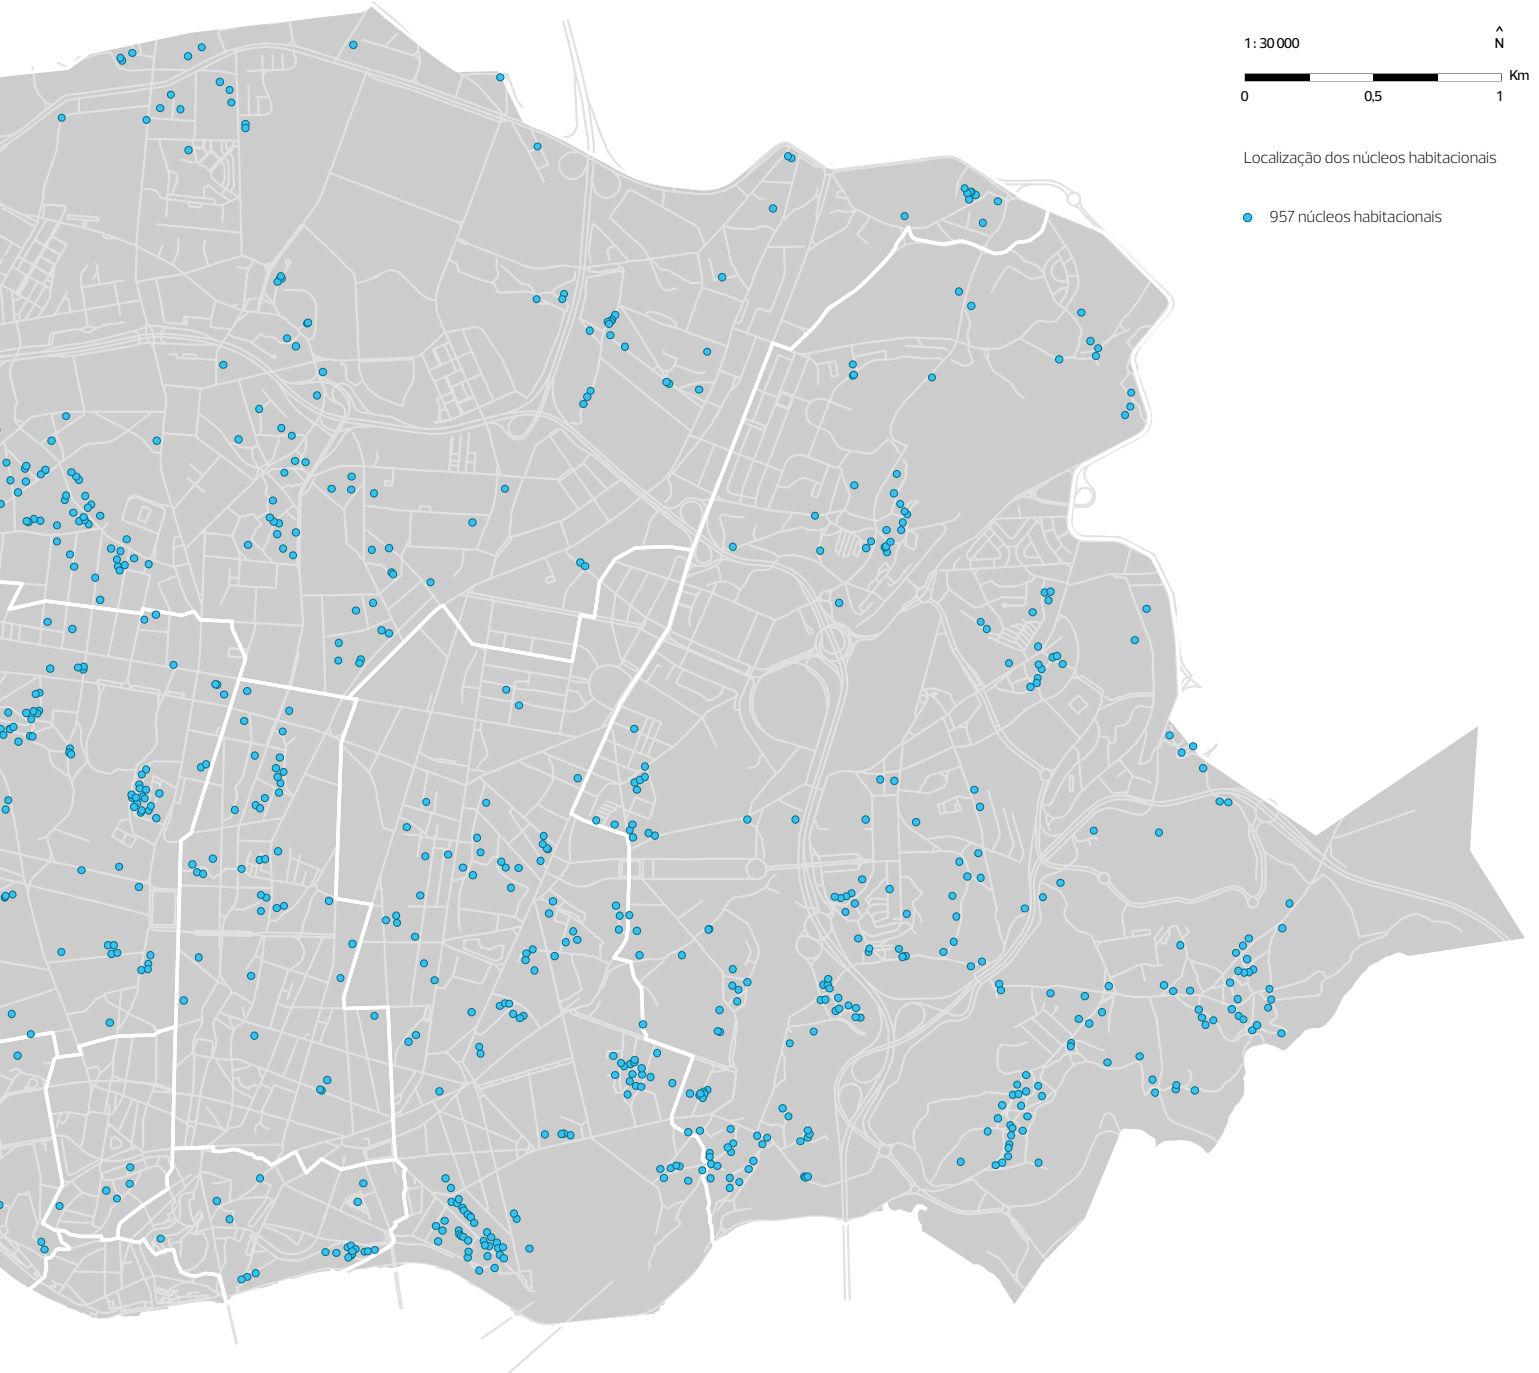 1 : 30 000
^
N
Km
0 0,5 1
Localização dos núcleos habitacionais
957 núcleos habitacionais